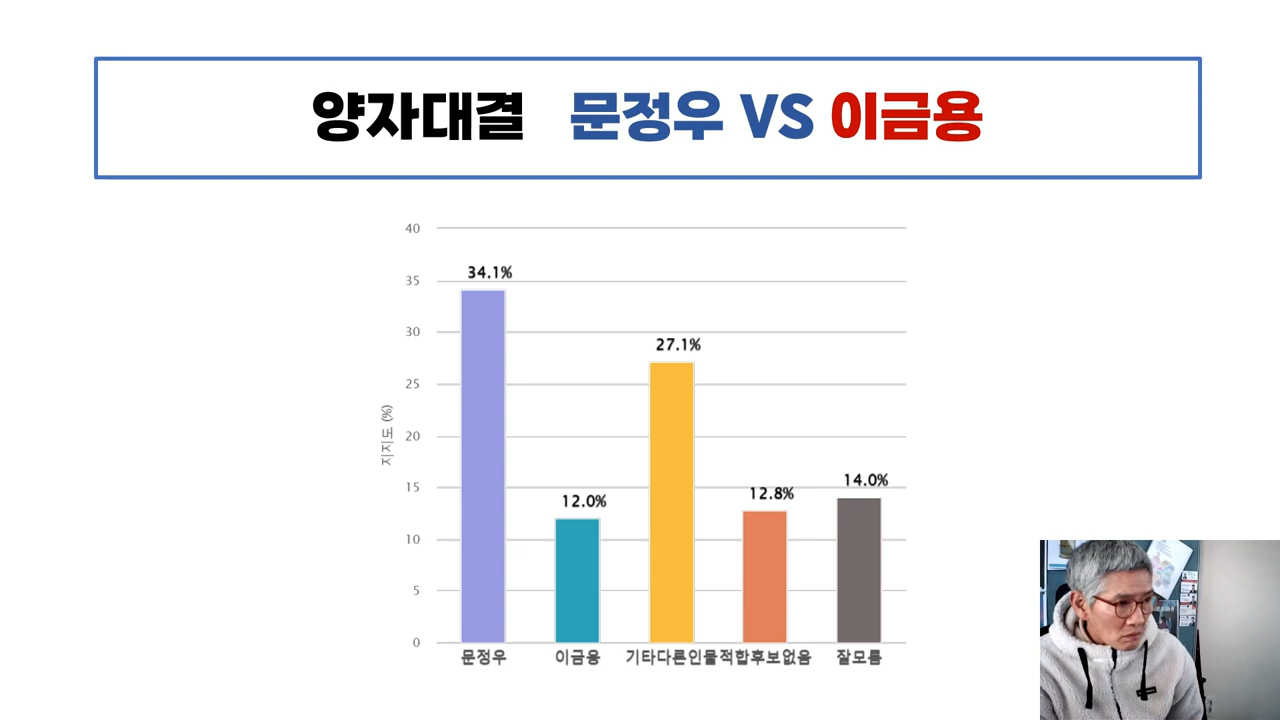 양자대결 문정우 VS 이금용
40
35
30
25
20
15
10
5
0
지지도 (%)
34.1%
12.0%
27.1%
12.8%
14.0%
문정우
이금용
기타다른인물
적합후보없음
잘모름